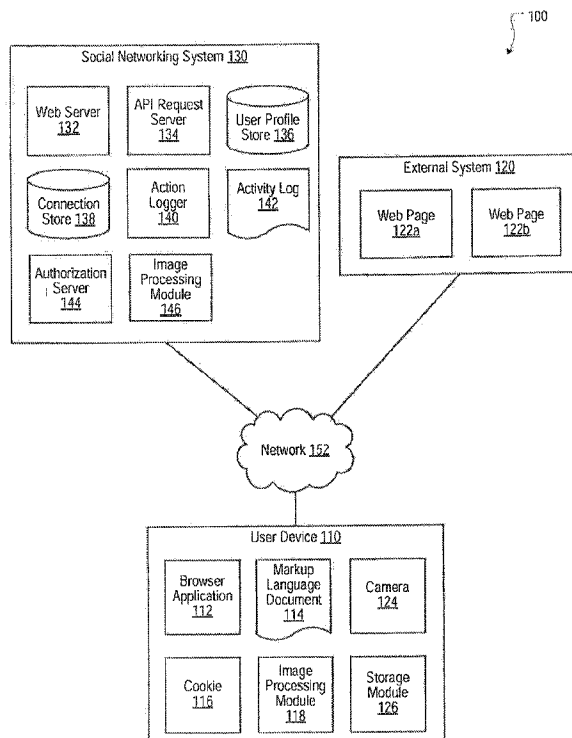 100
Social Networking System 130
Web Server
132
API Request
Server
134
User Profile
Store 136
Connection
Store 138
Action
Logger
140
Activity Log
142
Authorization
Server
144
Image
Processing
Module
146
External System 120
Web Page
122a
Web Page
122b
Network 152
User Device 110
Browser
Application
112
Markup
Language
Document
114
Camera
124
Cookie
116
Image
Processing
Module
118
Storage
Module
126